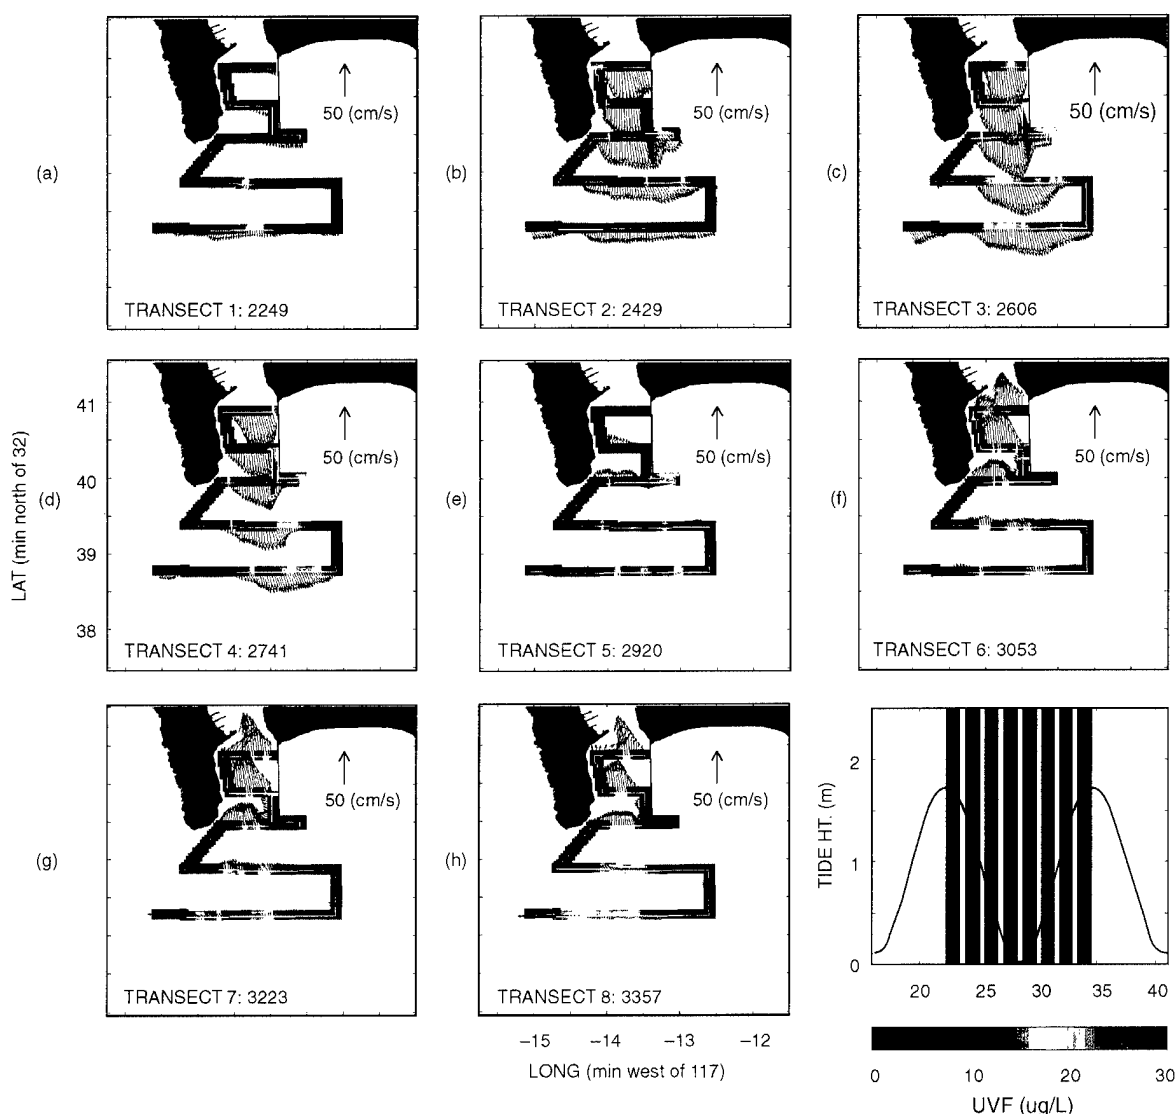 50 (cm/s)
(a)
TRANSECT 1: 2249
50 (cm/s)
(b)
TRANSECT 2: 2429
50 (cm/s)
(c)
TRANSECT 3: 2606
LAT (min north of 32)
41
40
39
38
50 (cm/s)
(d)
TRANSECT 4: 2741
50 (cm/s)
(e)
TRANSECT 5: 2920
50 (cm/s)
(f)
TRANSECT 6: 3053
50 (cm/s)
(g)
TRANSECT 7: 3223
50 (cm/s)
(h)
TRANSECT 8: 3357
−15 −14 −13 −12
LONG (min west of 117)
TIDE HT. (m)
2
1
0
20 25 30 35 40
0 10 20 30
UVF (ug/L)